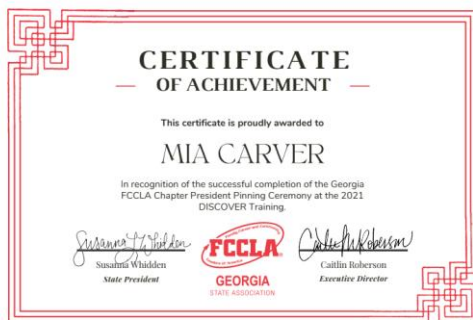 CERTIFICATE
OF ACHIEVEMENT
This certificate is proudly awarded to
MIA CARVER
In recognition of the successful completion of the Georgia
FCCLA Chapter President Pinning Ceremony at the 2021
DISCOVER Training.
Susanna Whidden
FCCLA
Susanna Whidden
State President
GEORGIA
STATE ASSOCIATION
Caitlin Roberson
Executive Director